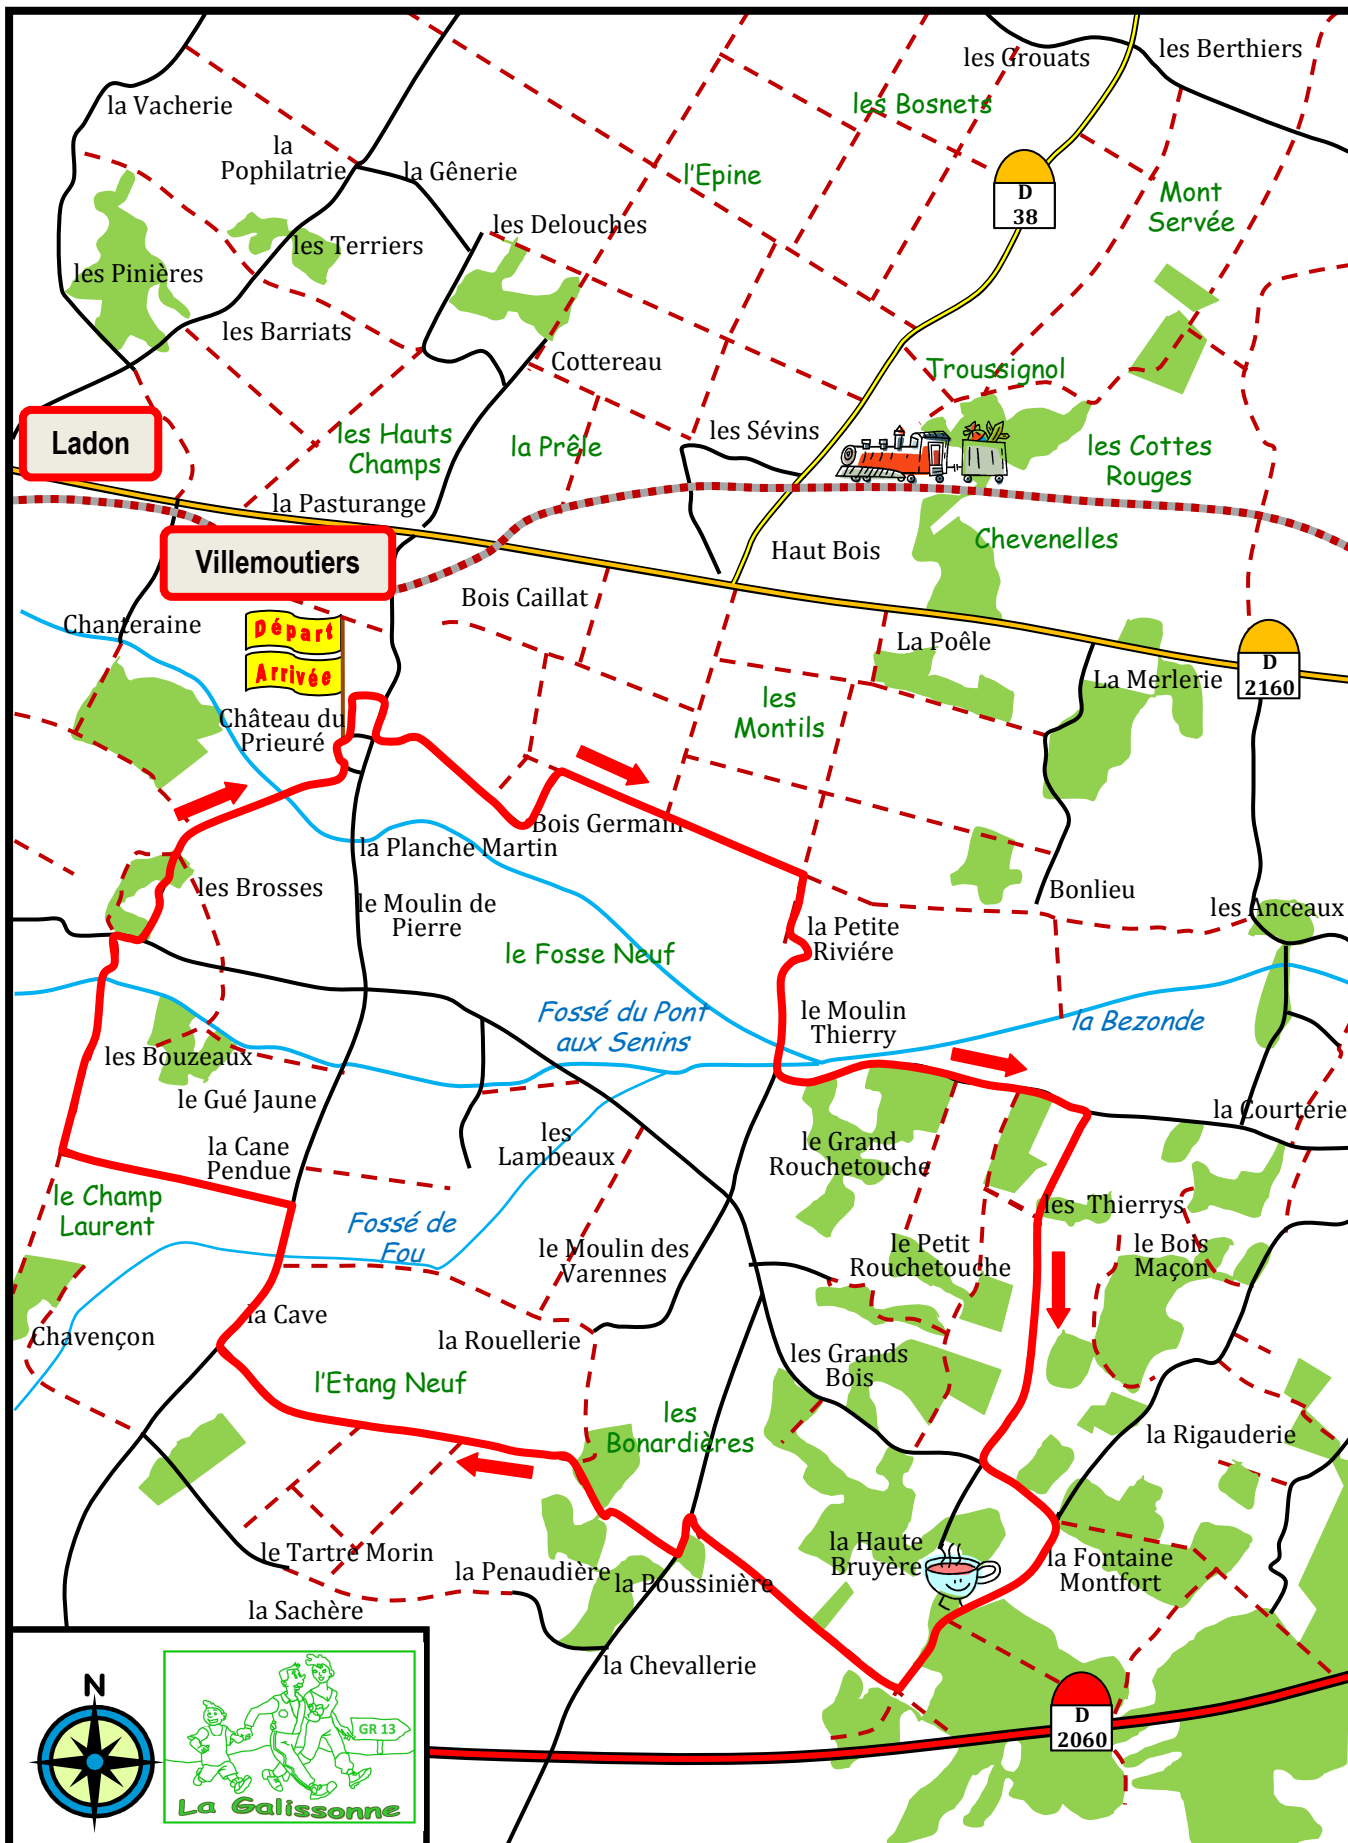 les Grouats
les Berthiers
la Vacherie
les Bosnets
la
Pophilatrie
la Gênerie
l'Epine
D
38
Mont
Servée
les Delouches
les Terriers
les Pinières
les Barriats
Cottereau
Troussignol
Ladon
les Hauts
Champs
la Prêle
les Sévins
les Cottes
Rouges
la Pasturange
Villemoutiers
Haut Bois
Chevenelles
Bois Caillat
Chanteraine
Départ
Arrivée
La Poêle
La Merlerie
D
2160
les
Montils
Château du
Prieuré
Bois Germain
la Planche Martin
les Brosses
le Moulin de
Pierre
Bonlieu
les Anceaux
la Petite
Riviére
le Fosse Neuf
Fossé du Pont
aux Senins
le Moulin
Thierry
la Bezonde
les Bouzeaux
le Gué Jaune
la Courterie
la Cane
Pendue
les
Lambeaux
le Grand
Rouchetouche
le Champ
Laurent
Fossé de
Fou
les Thierrys
le Moulin des
Varennes
le Petit
Rouchetouche
le Bois
Maçon
la Cave
Chavençon
la Rouellerie
les Grands
Bois
l'Etang Neuf
les
Bonardières
la Rigauderie
le Tartre Morin
la Penaudière
la Poussinière
la Haute
Bruyère
la Fontaine
Montfort
la Sachère
la Chevallerie
N
GR 13
La Galissonne
D
2060